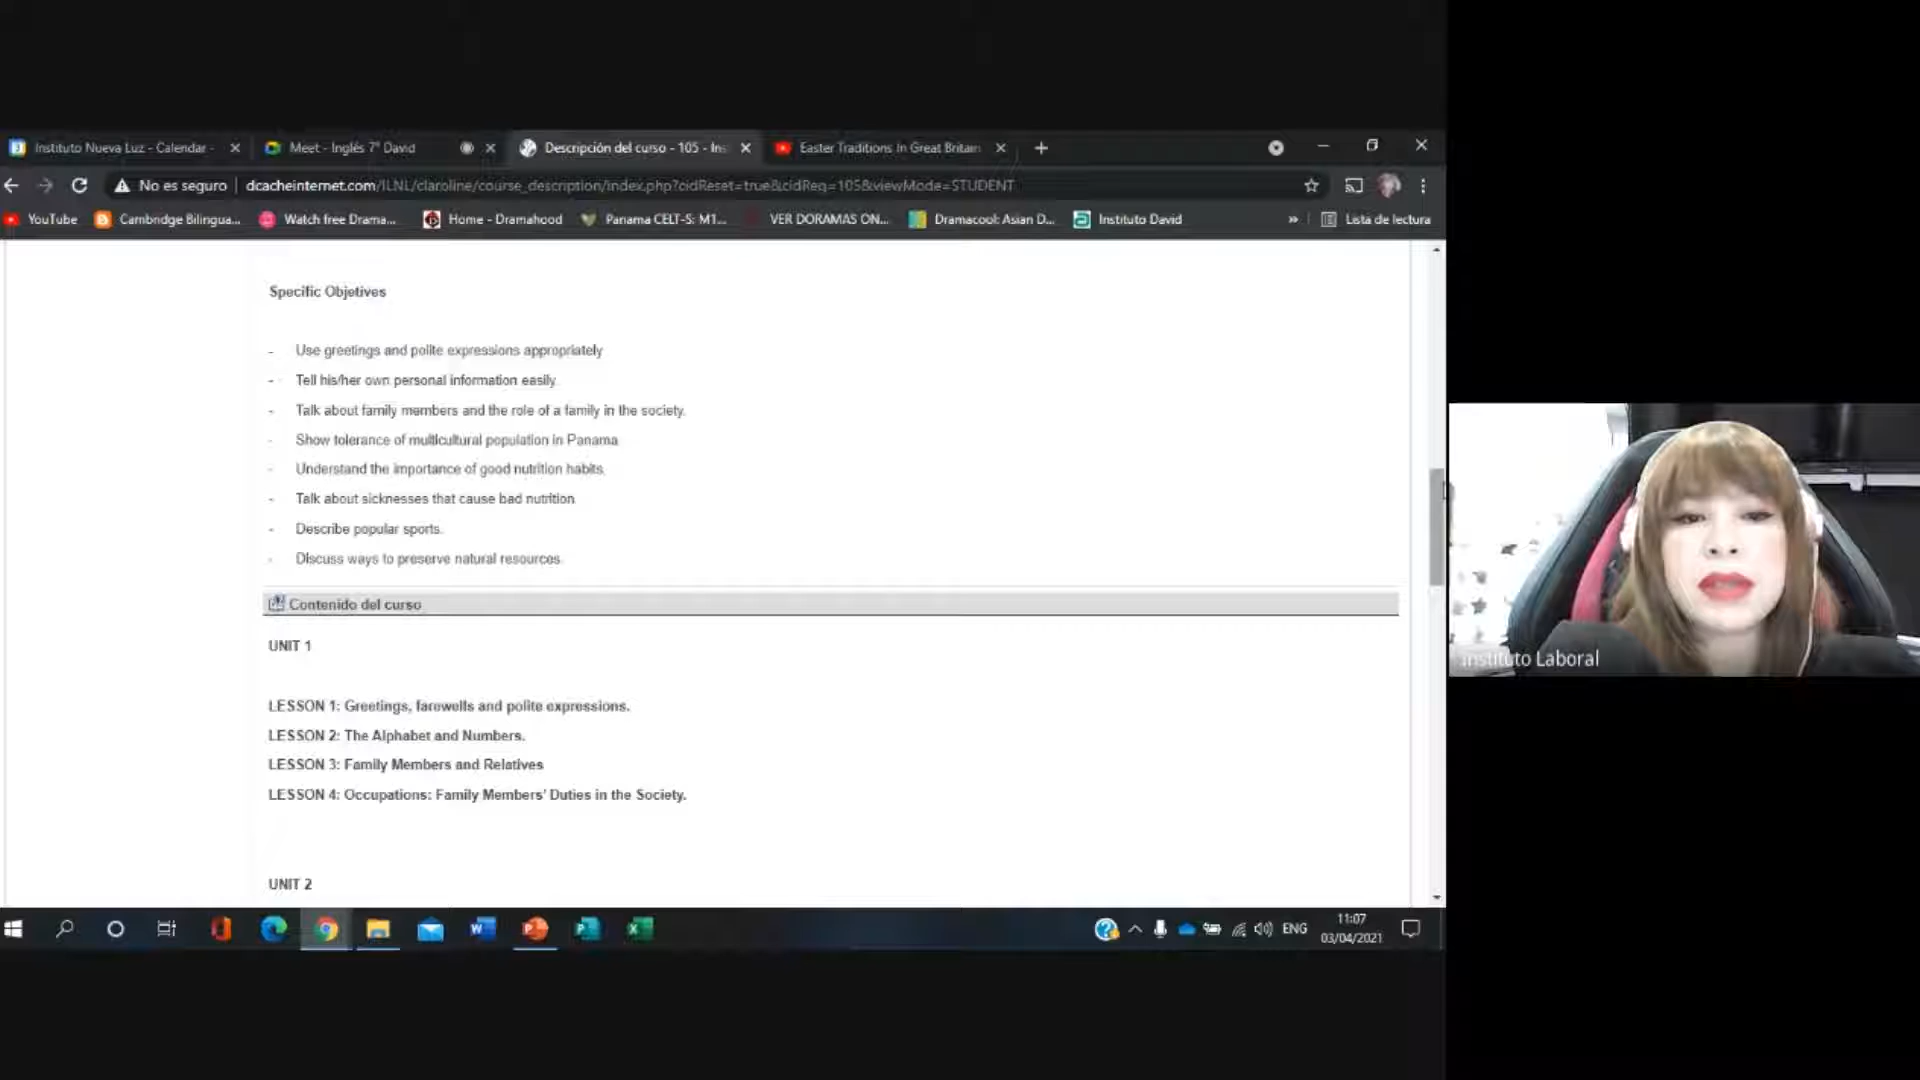 Instituto Nueva Luz - Calendar -
Meet - Inglés 7° David
Descripción del curso - 105 - Ins
Easter Traditions in Great Britain
No es seguro
dcacheinternet.com/ILNL/claroline/course_description/index.php?cidReset=true&cidReq=105&viewMode=STUDENT
YouTube
Cambridge Bilingua...
Watch free Drama...
Home - Dramahood
Panama CELT-S: M1...
VER DORAMAS ON...
Dramacool: Asian D...
Instituto David
»
Lista de lectura
Specific Objetives
- Use greetings and polite expressions appropriately
- Tell his/her own personal information easily.
- Talk about family members and the role of a family in the society.
- Show tolerance of multicultural population in Panama
- Understand the importance of good nutrition habits.
- Talk about sicknesses that cause bad nutrition
- Describe popular sports.
- Discuss ways to preserve natural resources.
Contenido del curso
UNIT 1
LESSON 1: Greetings, farewells and polite expressions.
LESSON 2: The Alphabet and Numbers.
LESSON 3: Family Members and Relatives
LESSON 4: Occupations: Family Members' Duties in the Society.
UNIT 2
Instituto Laboral
ENG
11:07
03/04/2021